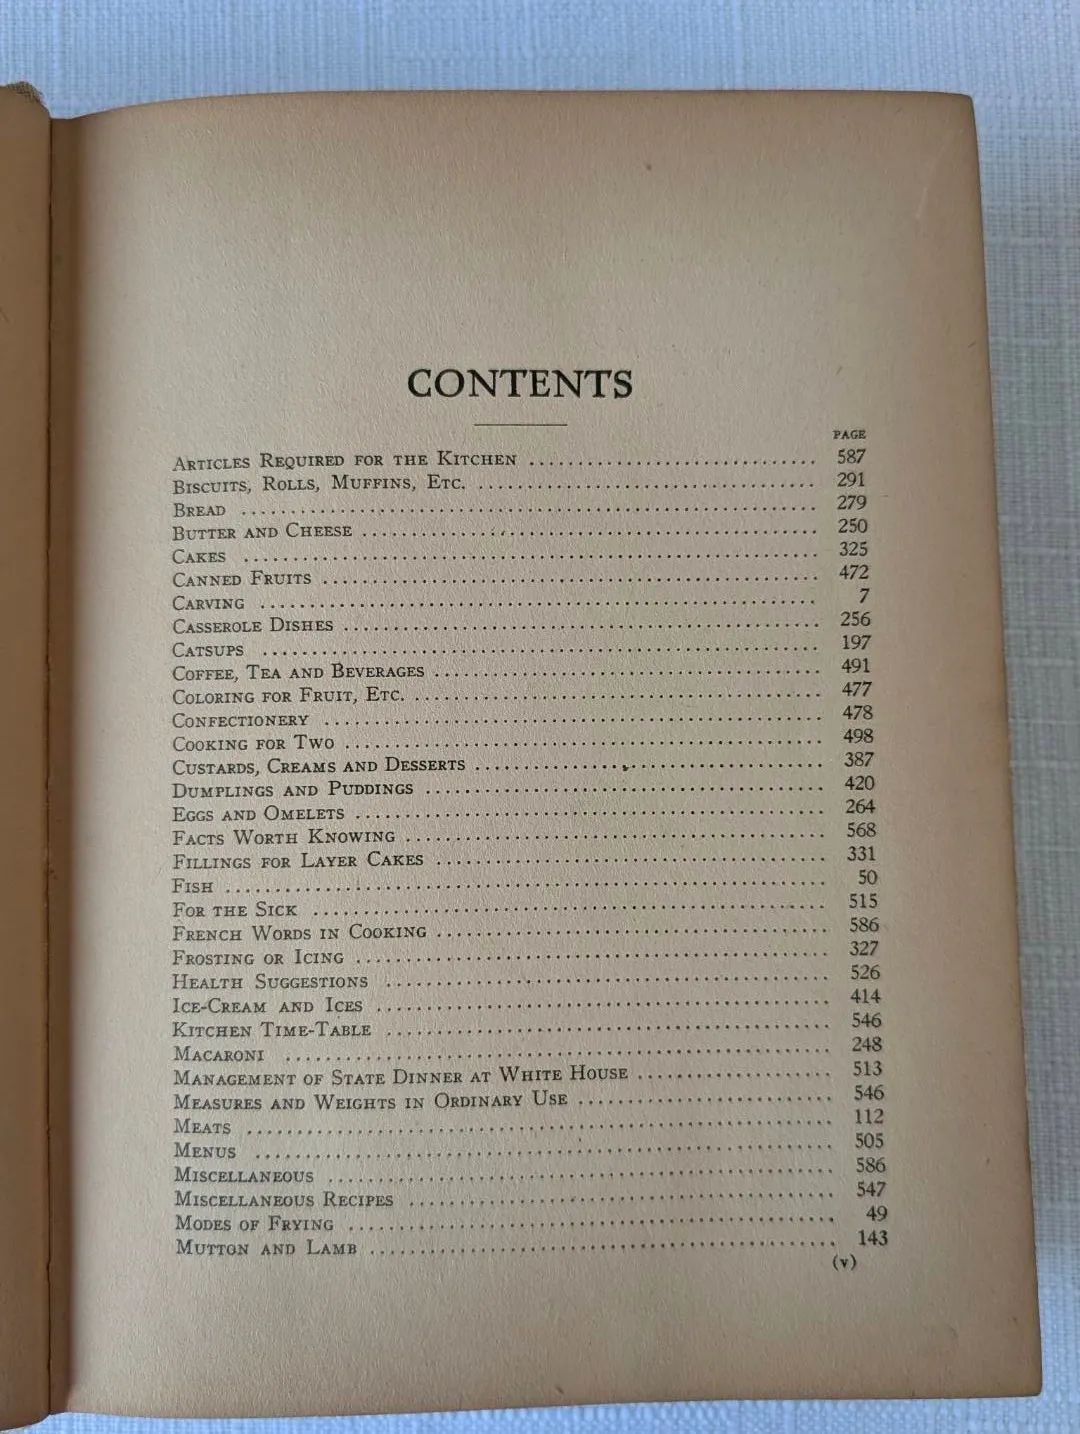 CONTENTS
PAGE
Articles Required for the Kitchen 587
Biscuits, Rolls, Muffins, Etc. 291
Bread 279
Butter and Cheese 250
Cakes 325
Canned Fruits 472
Carving 7
Casserole Dishes 256
Catsups 197
Coffee, Tea and Beverages 491
Coloring for Fruit, Etc. 477
Confectionery 478
Cooking for Two 498
Custards, Creams and Desserts 387
Dumplings and Puddings 420
Eggs and Omelets 264
Facts Worth Knowing 568
Fillings for Layer Cakes 331
Fish 50
For the Sick 515
French Words in Cooking 586
Frosting or Icing 327
Health Suggestions 526
Ice-Cream and Ices 414
Kitchen Time-Table 546
Macaroni 248
Management of State Dinner at White House 513
Measures and Weights in Ordinary Use 546
Meats 112
Menus 505
Miscellaneous 586
Miscellaneous Recipes 547
Modes of Frying 49
Mutton and Lamb 143
(v)